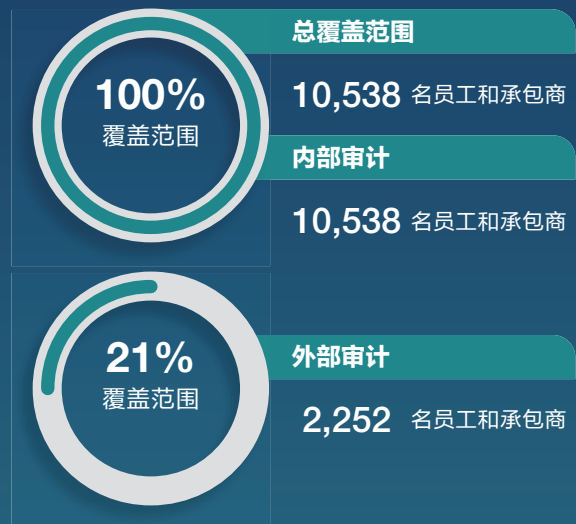 100%
覆盖范围
总覆盖范围
10,538 名员工和承包商
内部审计
10,538 名员工和承包商
21%
覆盖范围
外部审计
2,252 名员工和承包商